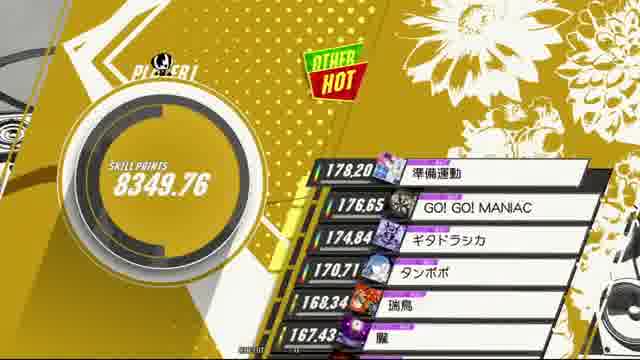 PLAYER1
OTHER
HOT
SKILL POINTS
8349.76
178,20 準備運動
176,65 GO! GO! MANIAC
174,84 ギタドラシカ
170,71 タンポポ
168,34 瑞鳥
167.43 朧